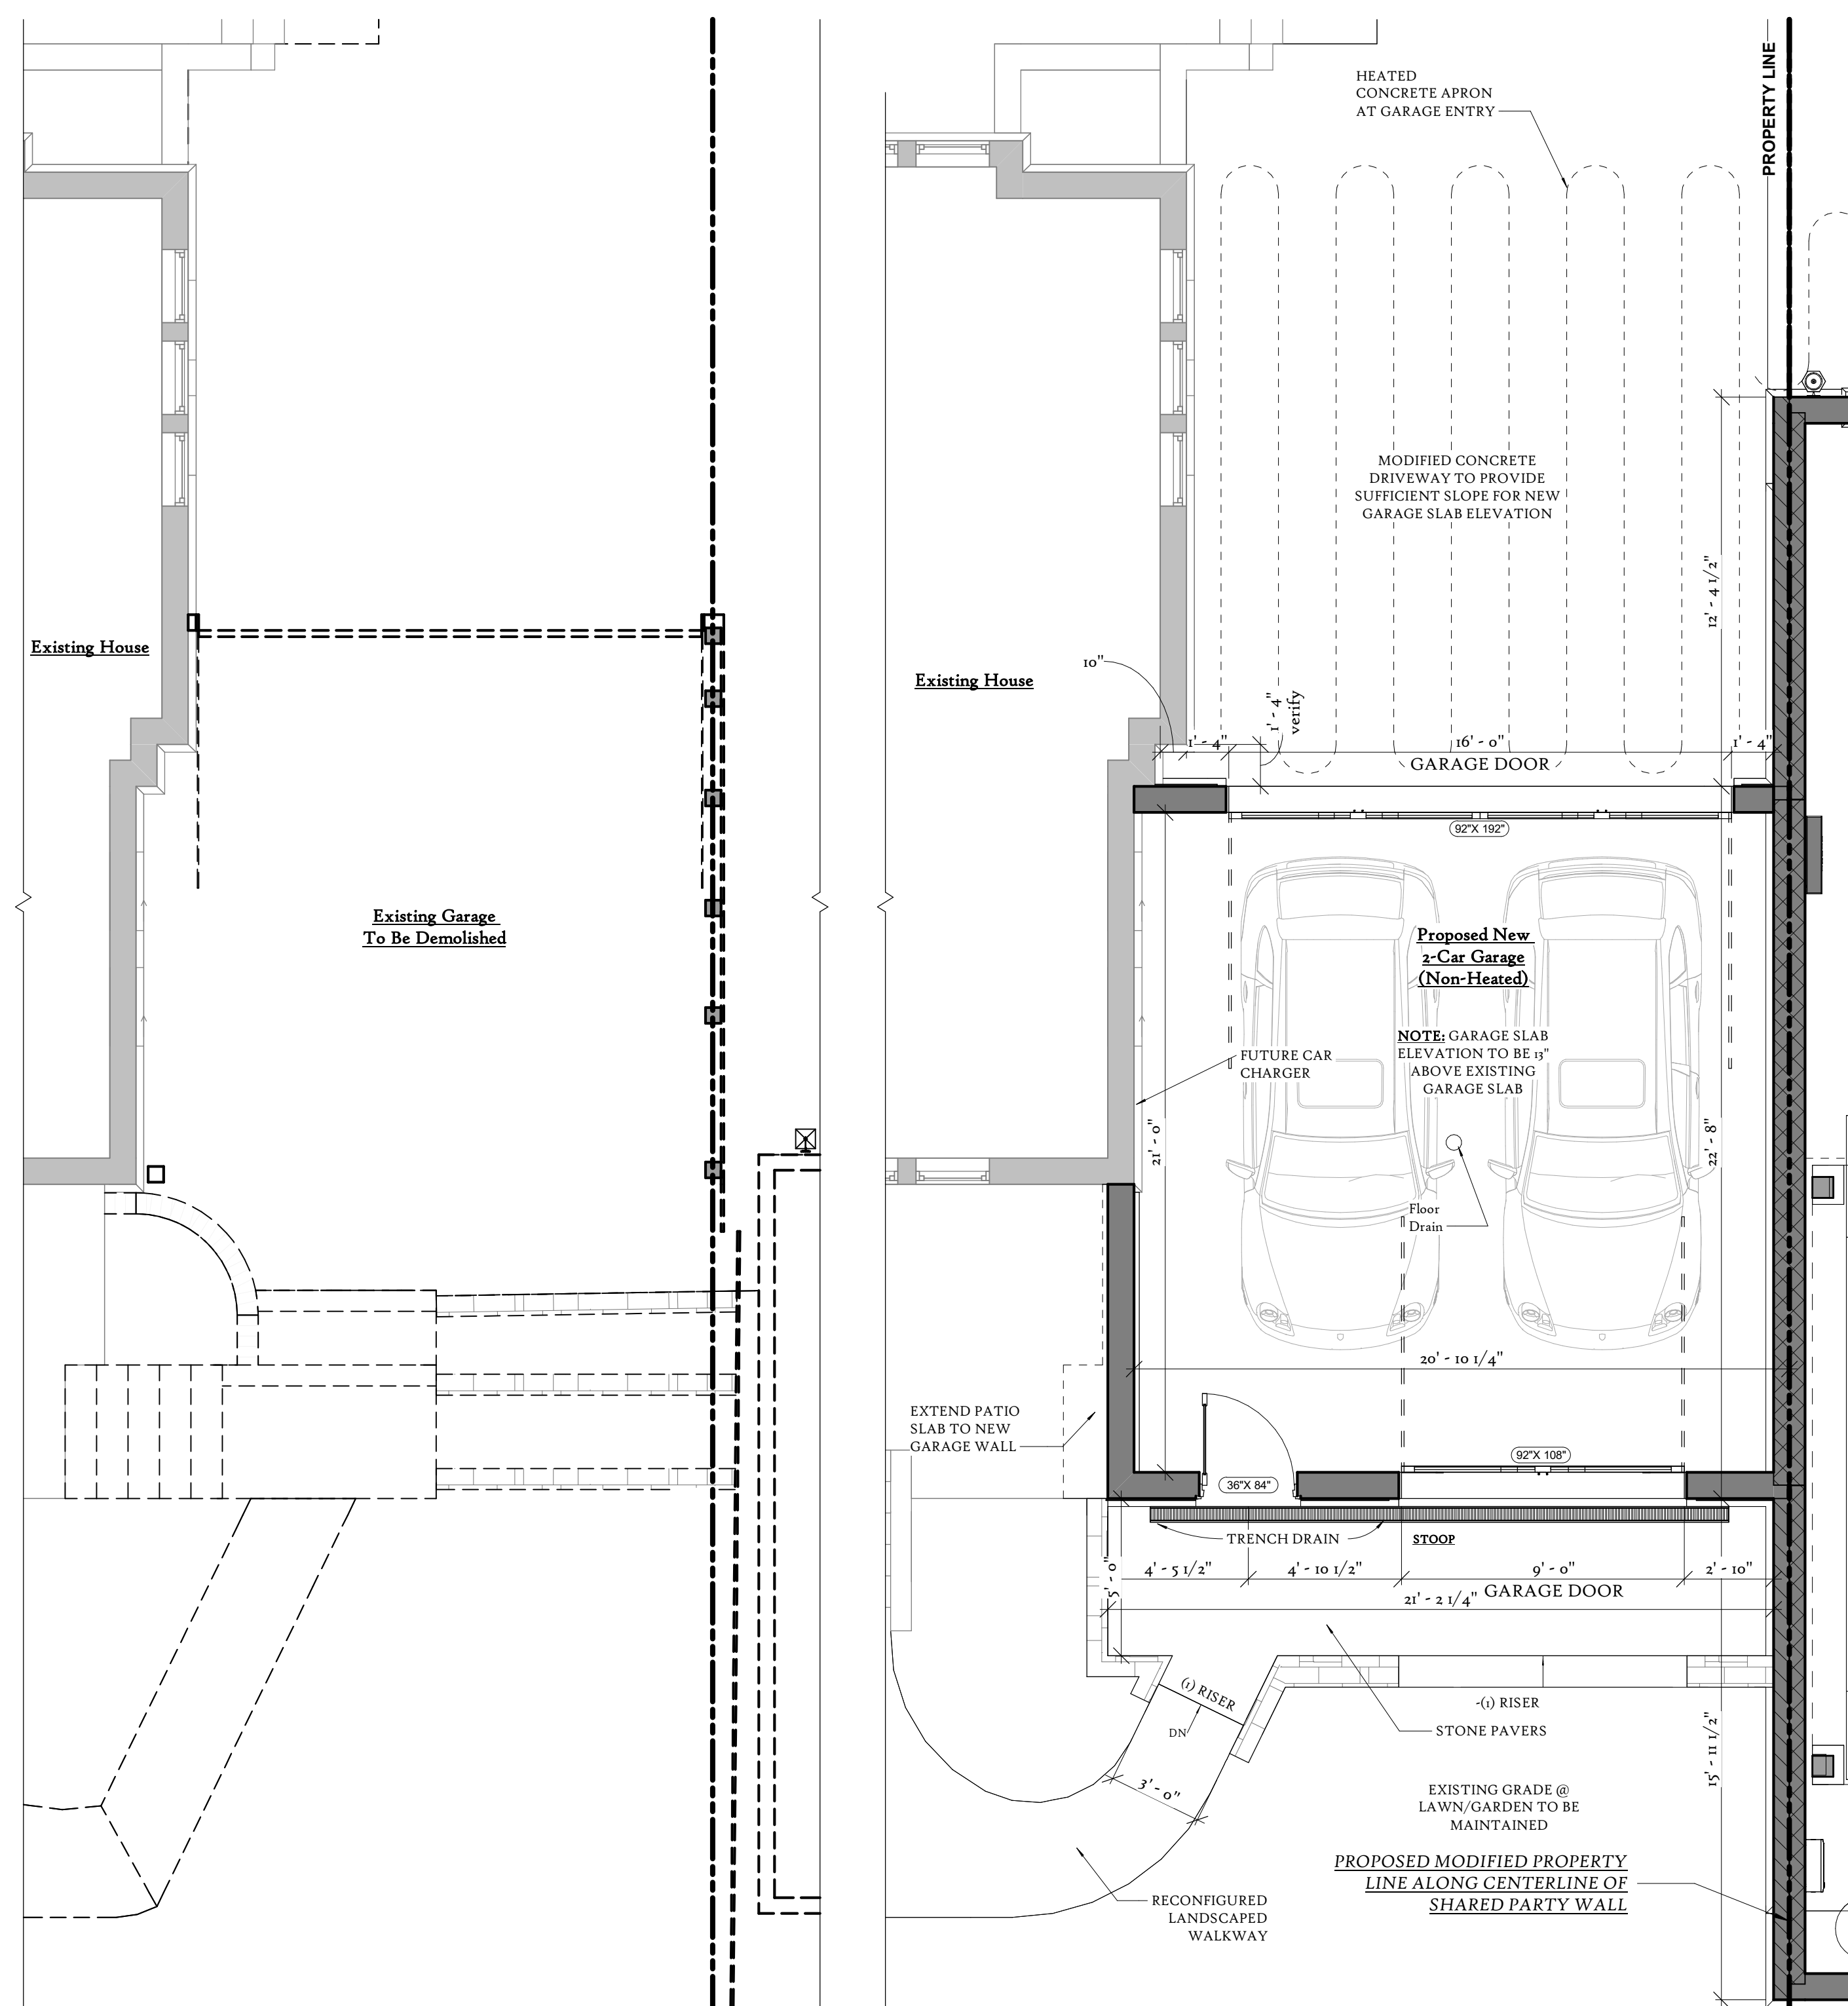 Existing House
Existing Garage
To Be Demolished
HEATED
CONCRETE APRON
AT GARAGE ENTRY
PROPERTY LINE
MODIFIED CONCRETE
DRIVEWAY TO PROVIDE
SUFFICIENT SLOPE FOR NEW
GARAGE SLAB ELEVATION
12' - 4 1/2"
Existing House
10"
1' - 4"
verify
1' - 4"
16' - 0"
1' - 4"
GARAGE DOOR
92"X 192"
Proposed New
2-Car Garage
(Non-Heated)
NOTE: GARAGE SLAB
ELEVATION TO BE 13"
ABOVE EXISTING
GARAGE SLAB
FUTURE CAR
CHARGER
21' - 0"
22' - 8"
Floor
Drain
20' - 10 1/4"
EXTEND PATIO
SLAB TO NEW
GARAGE WALL
92"X 108"
36"X 84"
TRENCH DRAIN
STOOP
5' - 0"
4' - 5 1/2"
4' - 10 1/2"
9' - 0"
2' - 10"
GARAGE DOOR
21' - 2 1/4"
(1) RISER
DN
-(1) RISER
STONE PAVERS
3' - 0"
15' - 11 1/2"
EXISTING GRADE @
LAWN/GARDEN TO BE
MAINTAINED
PROPOSED MODIFIED PROPERTY
LINE ALONG CENTERLINE OF
SHARED PARTY WALL
RECONFIGURED
LANDSCAPED
WALKWAY